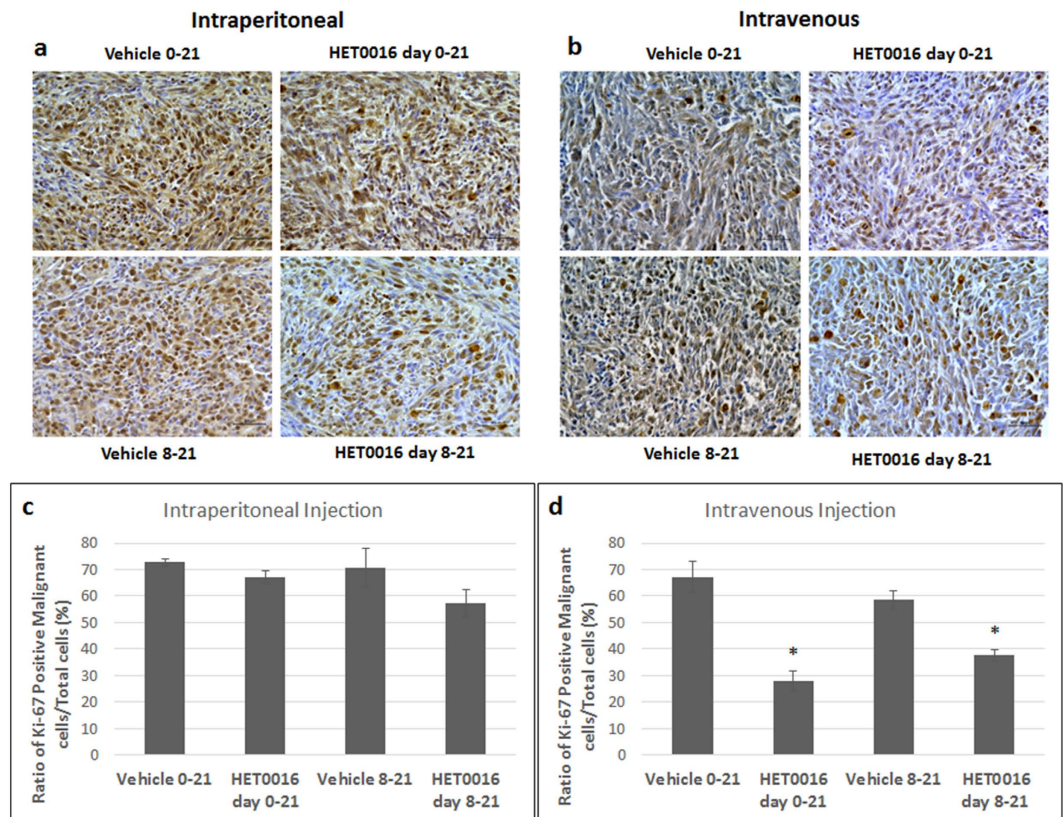 Intraperitoneal
Intravenous
a
Vehicle 0-21
HET0016 day 0-21
b
Vehicle 0-21
HET0016 day 0-21
Vehicle 8-21
HET0016 day 8-21
Vehicle 8-21
HET0016 day 8-21
c
Intraperitoneal Injection
Ratio of Ki-67 Positive Malignant
cells/Total cells (%)
80
70
60
50
40
30
20
10
0
Vehicle 0-21
HET0016
day 0-21
Vehicle 8-21
HET0016
day 8-21
d
Intravenous Injection
Ratio of Ki-67 Positive Malignant
cells/Total cells (%)
80
70
60
50
40
30
20
10
0
*
*
Vehicle 0-21
HET0016
day 0-21
Vehicle 8-21
HET0016
day 8-21